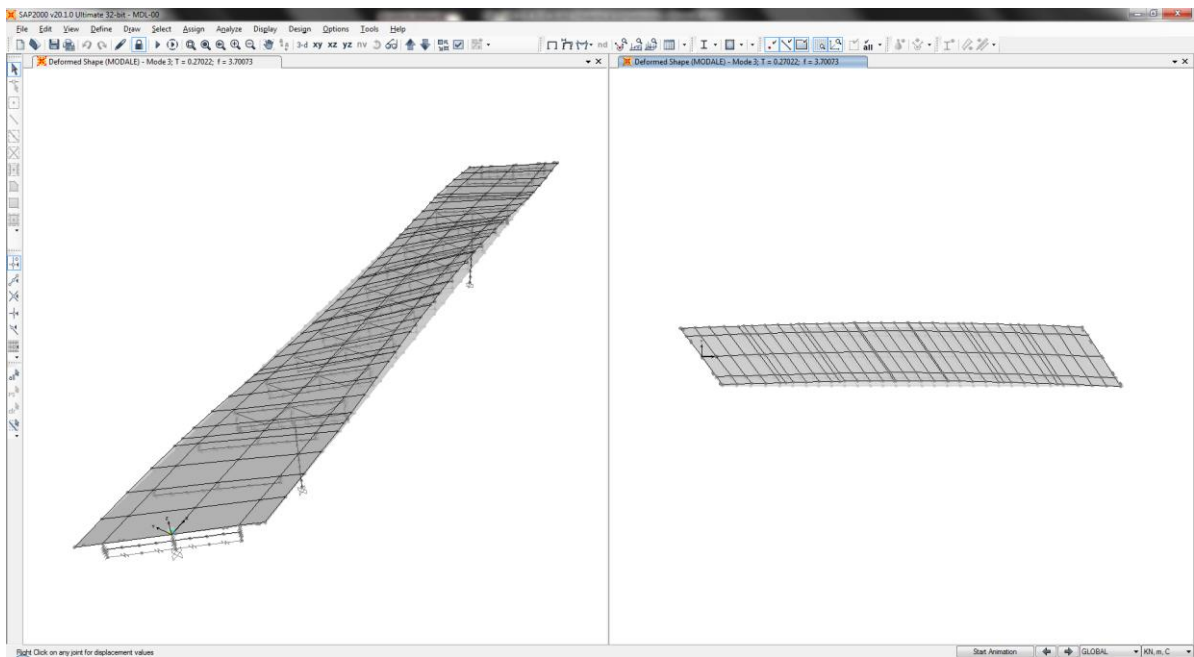 SAP2000 v20.1.0 Ultimate 32-bit - MDL-00
File Edit View Define Draw Select Assign Analyze Display Design Options Tools Help
3-d xy xz yz nv nd all
Deformed Shape (MODALE) - Mode 3; T = 0.27022; f = 3.70073
Deformed Shape (MODALE) - Mode 3; T = 0.27022; f = 3.70073
Right Click on any joint for displacement values
Start Animation GLOBAL KN, m, C